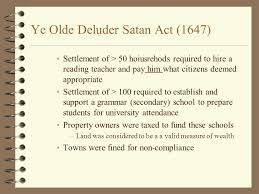 Ye Olde Deluder Satan Act (1647)
• Settlement of > 50 hoiusrehods required to hire a
reading teacher and pay him what citizens deemed
appropriate
• Settlement of > 100 required to establish and
support a grammar (secondary) school to prepare
students for university attendance
• Property owners were taxed to fund these schools
– Land was considered to be a a valid measure of wealth
• Towns were fined for non-compliance